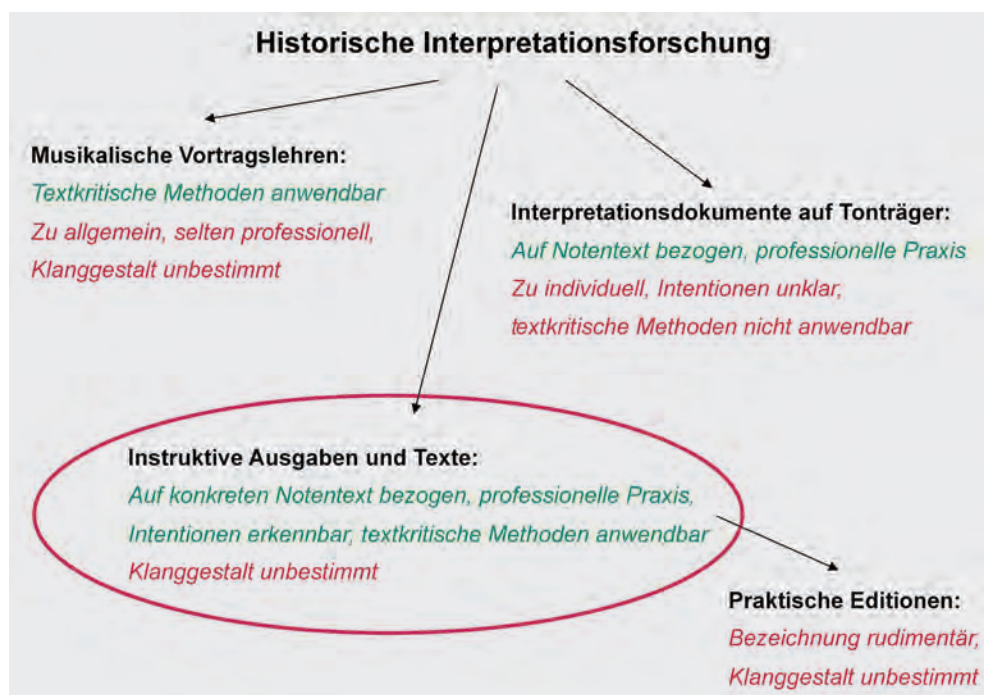 Historische Interpretationsforschung
Musikalische Vortragslehren:
Textkritische Methoden anwendbar
Zu allgemein, selten professionell,
Klanggestalt unbestimmt
Interpretationsdokumente auf Tonträger:
Auf Notentext bezogen, professionelle Praxis
Zu individuell, Intentionen unklar,
textkritische Methoden nicht anwendbar
Instruktive Ausgaben und Texte:
Auf konkreten Notentext bezogen, professionelle Praxis,
Intentionen erkennbar, textkritische Methoden anwendbar
Klanggestalt unbestimmt
Praktische Editionen:
Bezeichnung rudimentär,
Klanggestalt unbestimmt